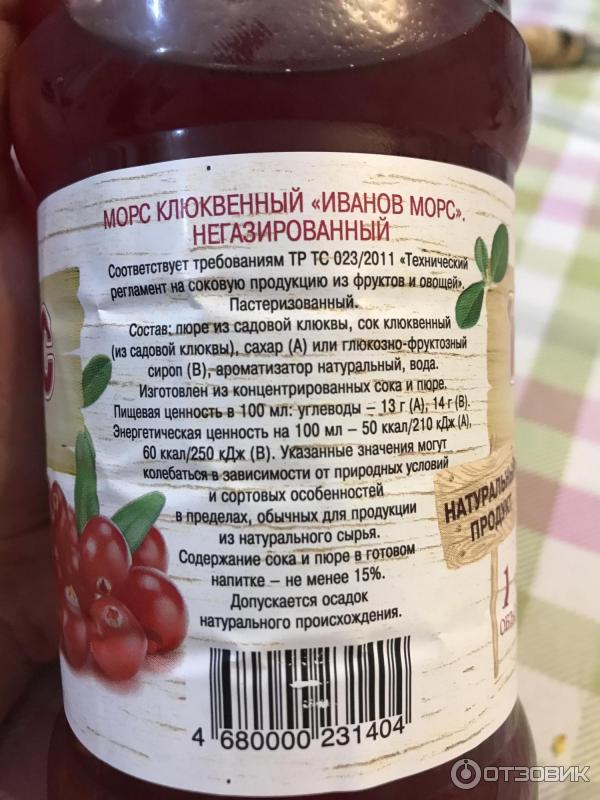 МОРС КЛЮКВЕННЫЙ «ИВАНОВ МОРС».
НЕГАЗИРОВАННЫЙ
Соответствует требованиям ТР ТС 023/2011 «Технический
регламент на соковую продукцию из фруктов и овощей».
Пастеризованный.
Состав: пюре из садовой клюквы, сок клюквенный
(из садовой клюквы), сахар (А) или глюкозно-фруктозный
сироп (В), ароматизатор натуральный, вода.
Изготовлен из концентрированных сока и пюре.
Пищевая ценность в 100 мл: углеводы – 13 г (А), 14 г (В).
Энергетическая ценность на 100 мл – 50 ккал/210 кДж (А),
60 ккал/250 кДж (В). Указанные значения могут
колебаться в зависимости от природных условий
и сортовых особенностей
в пределах, обычных для продукции
из натурального сырья.
Содержание сока и пюре в готовом
напитке – не менее 15%.
Допускается осадок
натурального происхождения.
4 680000 231404
С
НАТУРАЛЬНЫЙ
ПРОДУКТ
1
ОТЗОВИК